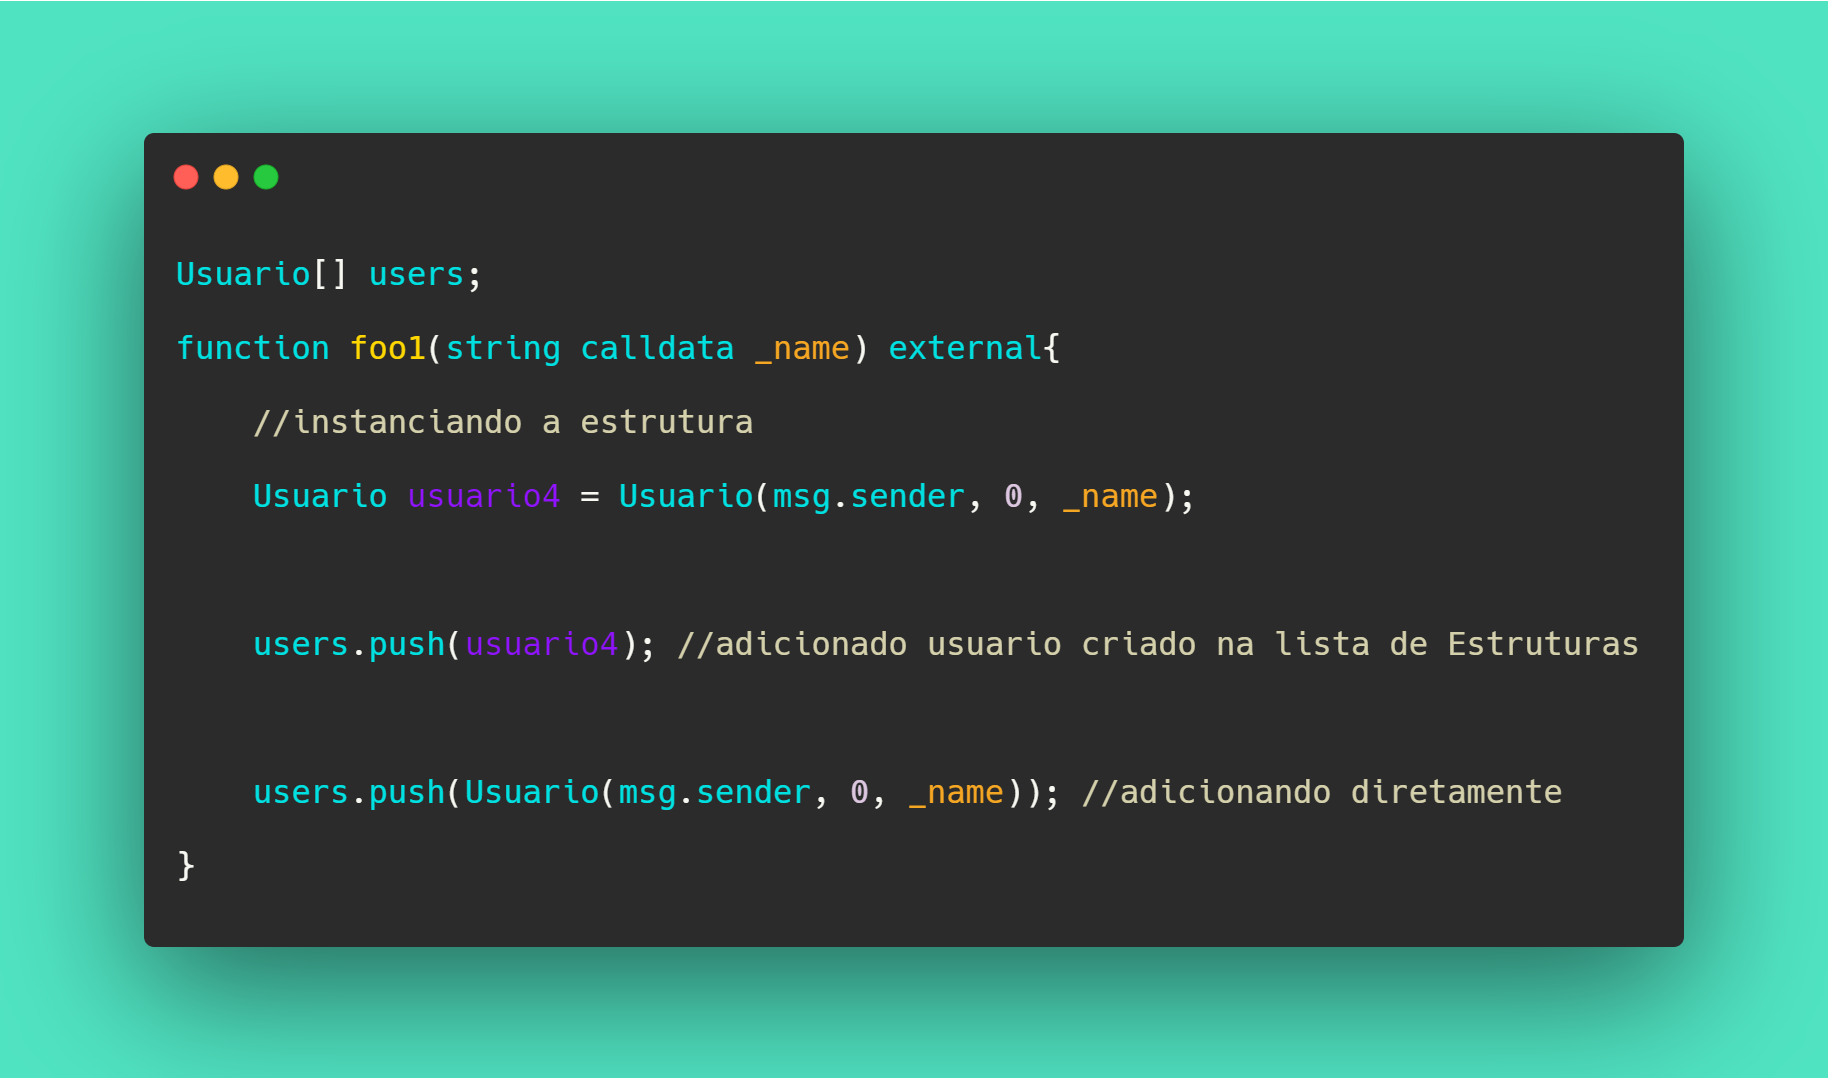 Usuario[] users;
function foo1(string calldata _name) external{
    //instanciando a estrutura
    Usuario usuario4 = Usuario(msg.sender, 0, _name);
    users.push(usuario4); //adicionado usuario criado na lista de Estruturas
    users.push(Usuario(msg.sender, 0, _name)); //adicionando diretamente
}